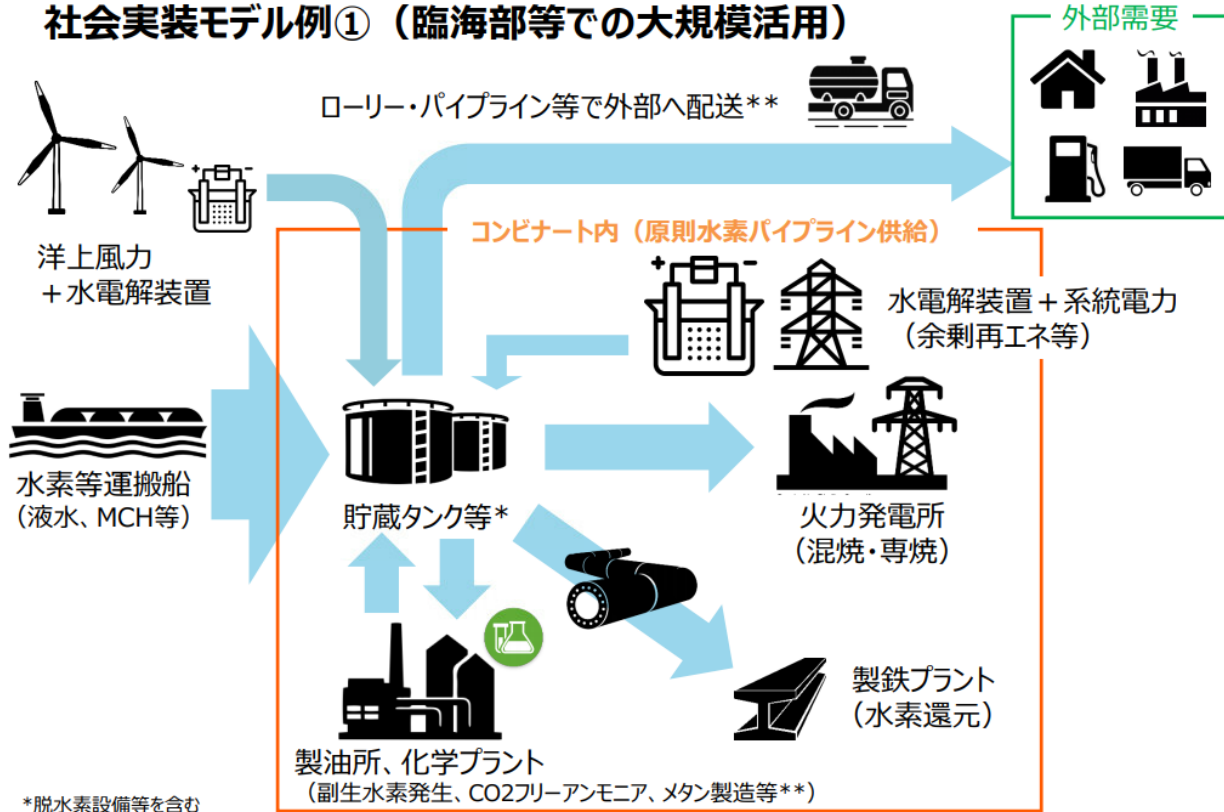 社会実装モデル例①（臨海部等での大規模活用）
外部需要
ローリー・パイプライン等で外部へ配送**
洋上風力
＋水電解装置
コンビナート内（原則水素パイプライン供給）
水電解装置＋系統電力
（余剰再エネ等）
水素等運搬船
（液水、MCH等）
貯蔵タンク等*
火力発電所
（混焼・専焼）
製鉄プラント
（水素還元）
製油所、化学プラント
（副生水素発生、CO2フリーアンモニア、メタン製造等**）
*脱水素設備等を含む